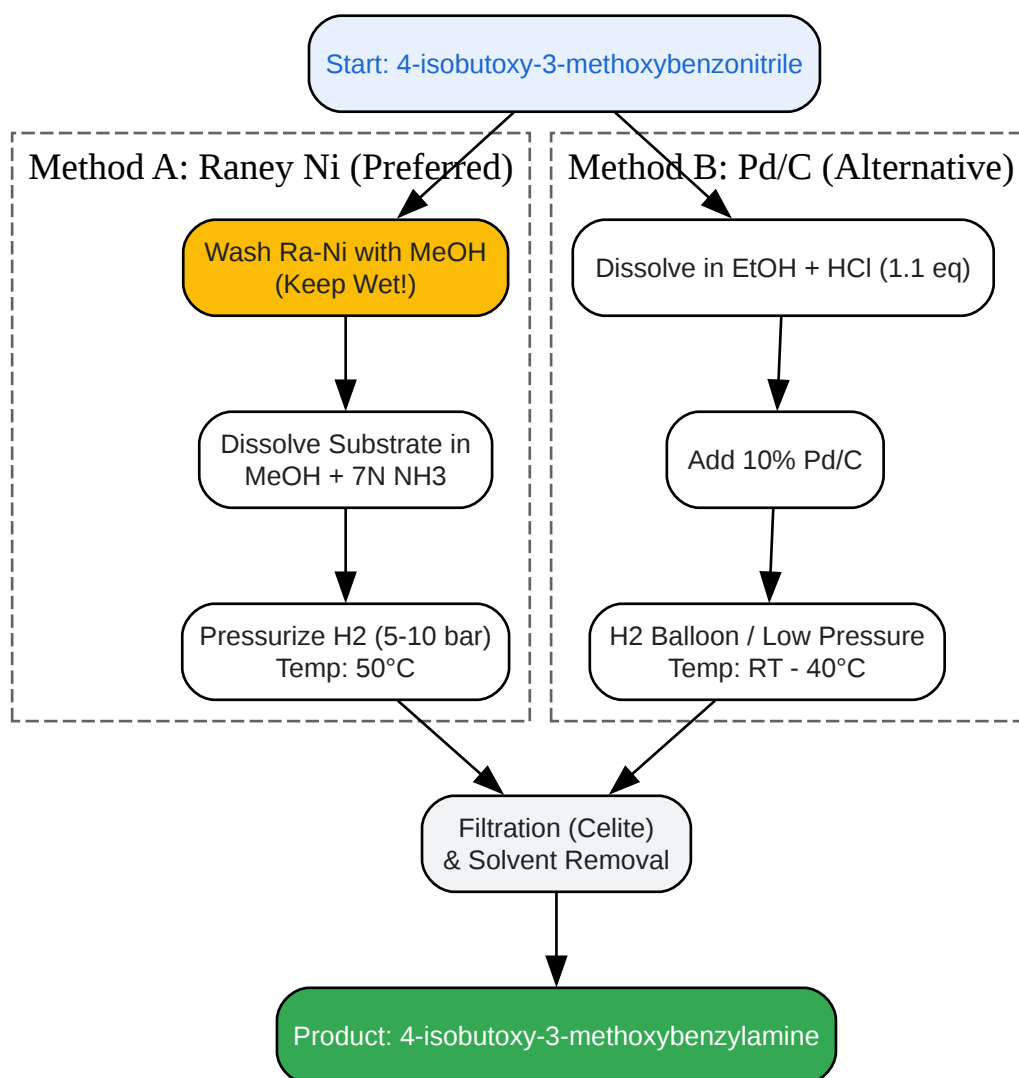 Start: 4-isobutoxy-3-methoxybenzonitrile
Method A: Raney Ni (Preferred)
Wash Ra-Ni with MeOH
(Keep Wet!)
Dissolve Substrate in
MeOH + 7N NH3
Pressurize H2 (5-10 bar)
Temp: 50°C
Method B: Pd/C (Alternative)
Dissolve in EtOH + HCl (1.1 eq)
Add 10% Pd/C
H2 Balloon / Low Pressure
Temp: RT - 40°C
Filtration (Celite)
& Solvent Removal
Product: 4-isobutoxy-3-methoxybenzylamine